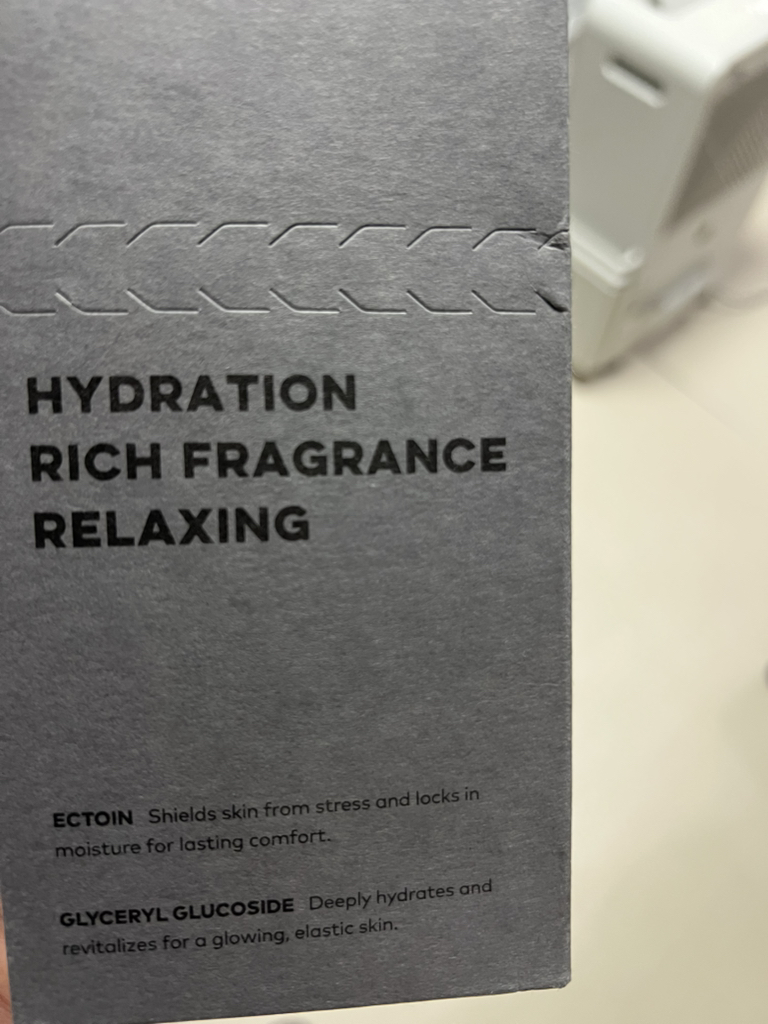 HYDRATION
RICH FRAGRANCE
RELAXING
ECTOIN Shields skin from stress and locks in
moisture for lasting comfort.
GLYCERYL GLUCOSIDE Deeply hydrates and
revitalizes for a glowing, elastic skin.